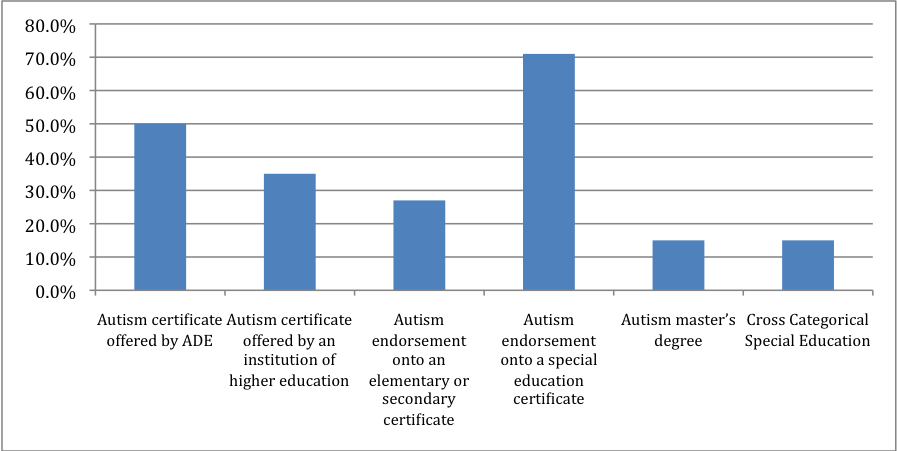 80.0%
70.0%
60.0%
50.0%
40.0%
30.0%
20.0%
10.0%
0.0%
Autism certificate
offered by ADE
Autism certificate
offered by an
institution of
higher education
Autism
endorsement
onto an
elementary or
secondary
certificate
Autism
endorsement
onto a special
education
certificate
Autism master’s
degree
Cross Categorical
Special Education